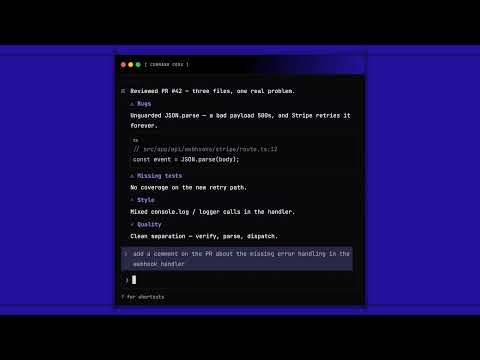 [ COMMAND CODE ]
Reviewed PR #42 — three files, one real problem.
⚠ Bugs
Unguarded JSON.parse — a bad payload 500s, and Stripe retries it
forever.
ts
// src/app/api/webhooks/stripe/route.ts:12
const event = JSON.parse(body);
⚠ Missing tests
No coverage on the new retry path.
Style
Mixed console.log / logger calls in the handler.
✓ Quality
Clean separation — verify, parse, dispatch.
❯ add a comment on the PR about the missing error handling in the
webhook handler
❯
? for shortcuts